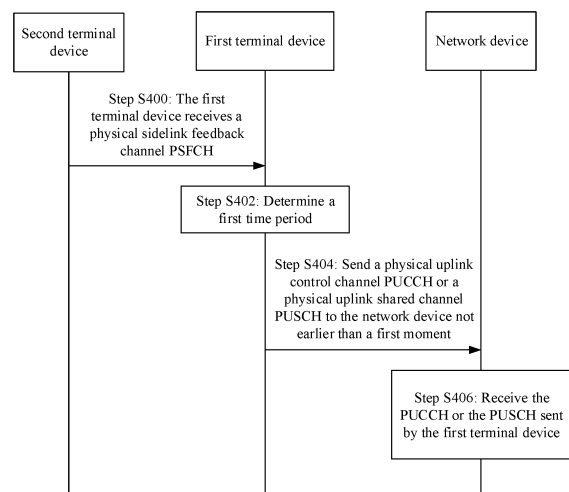 Second terminal
device
First terminal device
Network device
Step S400: The first
terminal device receives a
physical sidelink feedback
channel PSFCH
Step S402: Determine a
first time period
Step S404: Send a physical uplink
control channel PUCCH or a
physical uplink shared channel
PUSCH to the network device not
earlier than a first moment
Step S406: Receive the
PUCCH or the PUSCH sent
by the first terminal device